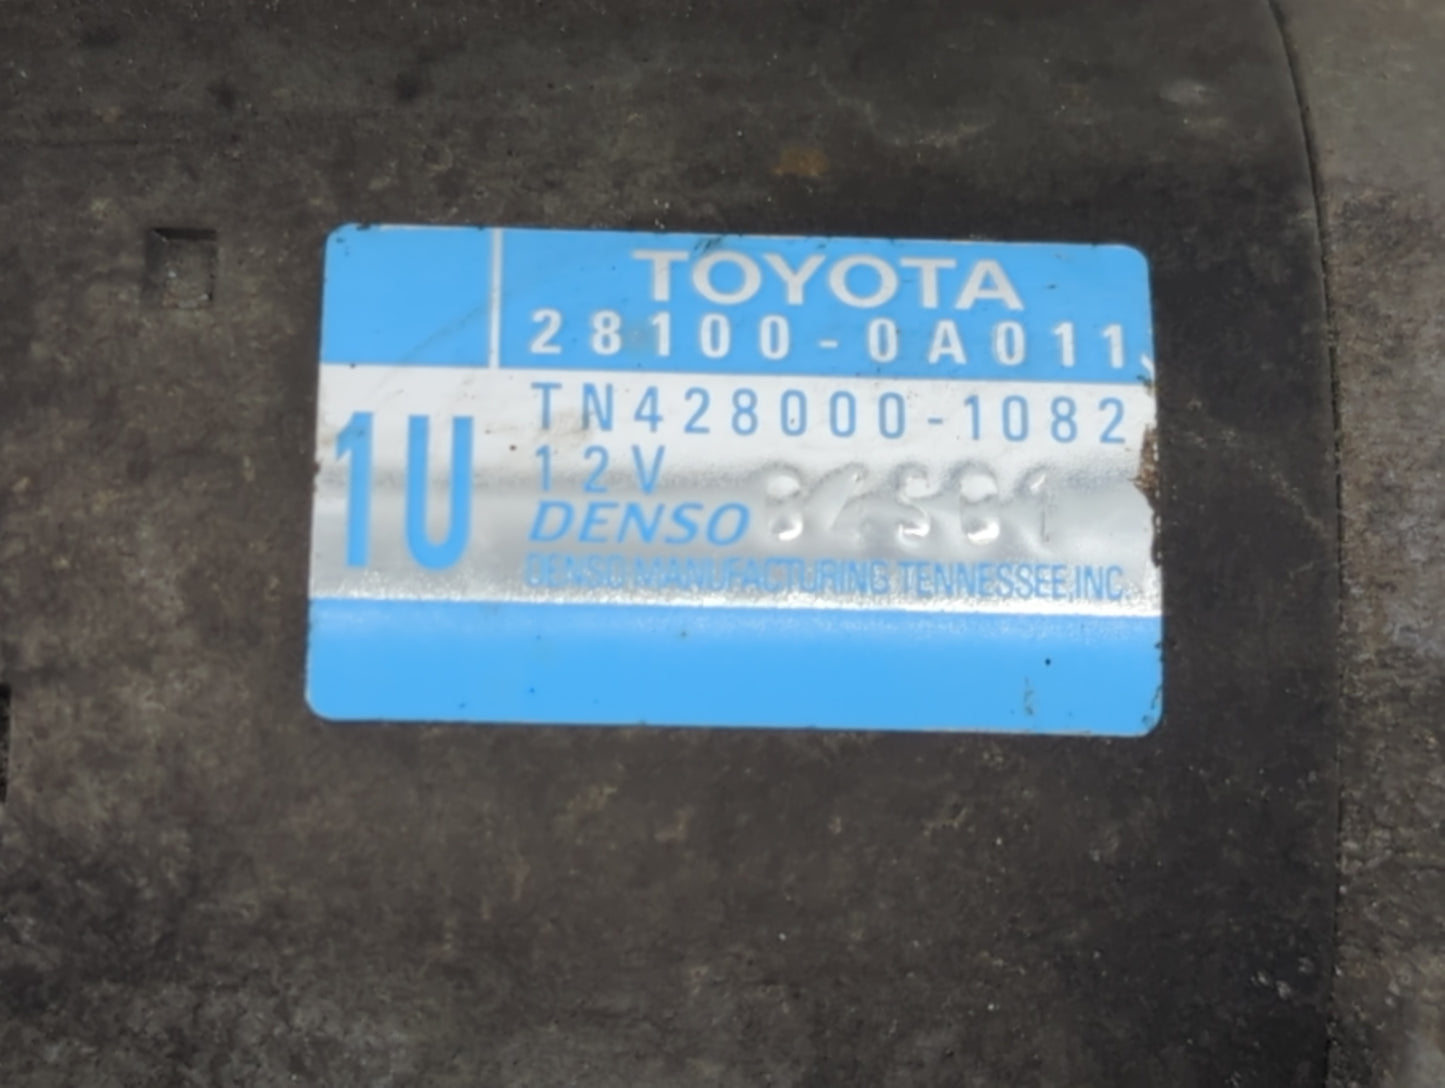 TOYOTA
28100-0A011
1U
TN428000-1082
12V
DENSO
DENSO MANUFACTURING TENNESSEE,INC.